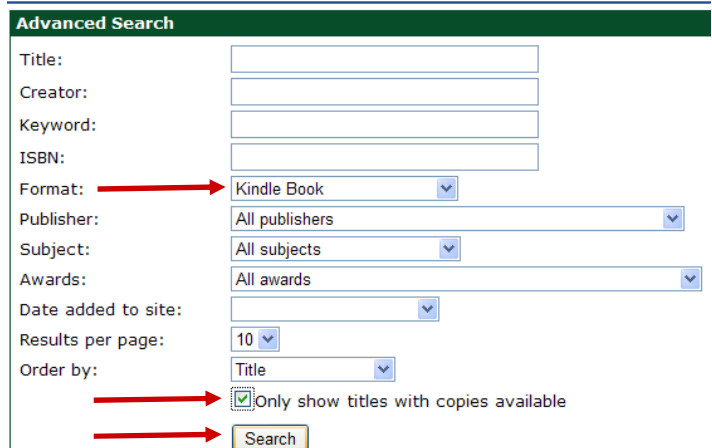 Advanced Search
Title:
Creator:
Keyword:
ISBN:
Format: Kindle Book
Publisher: All publishers
Subject: All subjects
Awards: All awards
Date added to site:
Results per page: 10
Order by: Title
Only show titles with copies available
Search